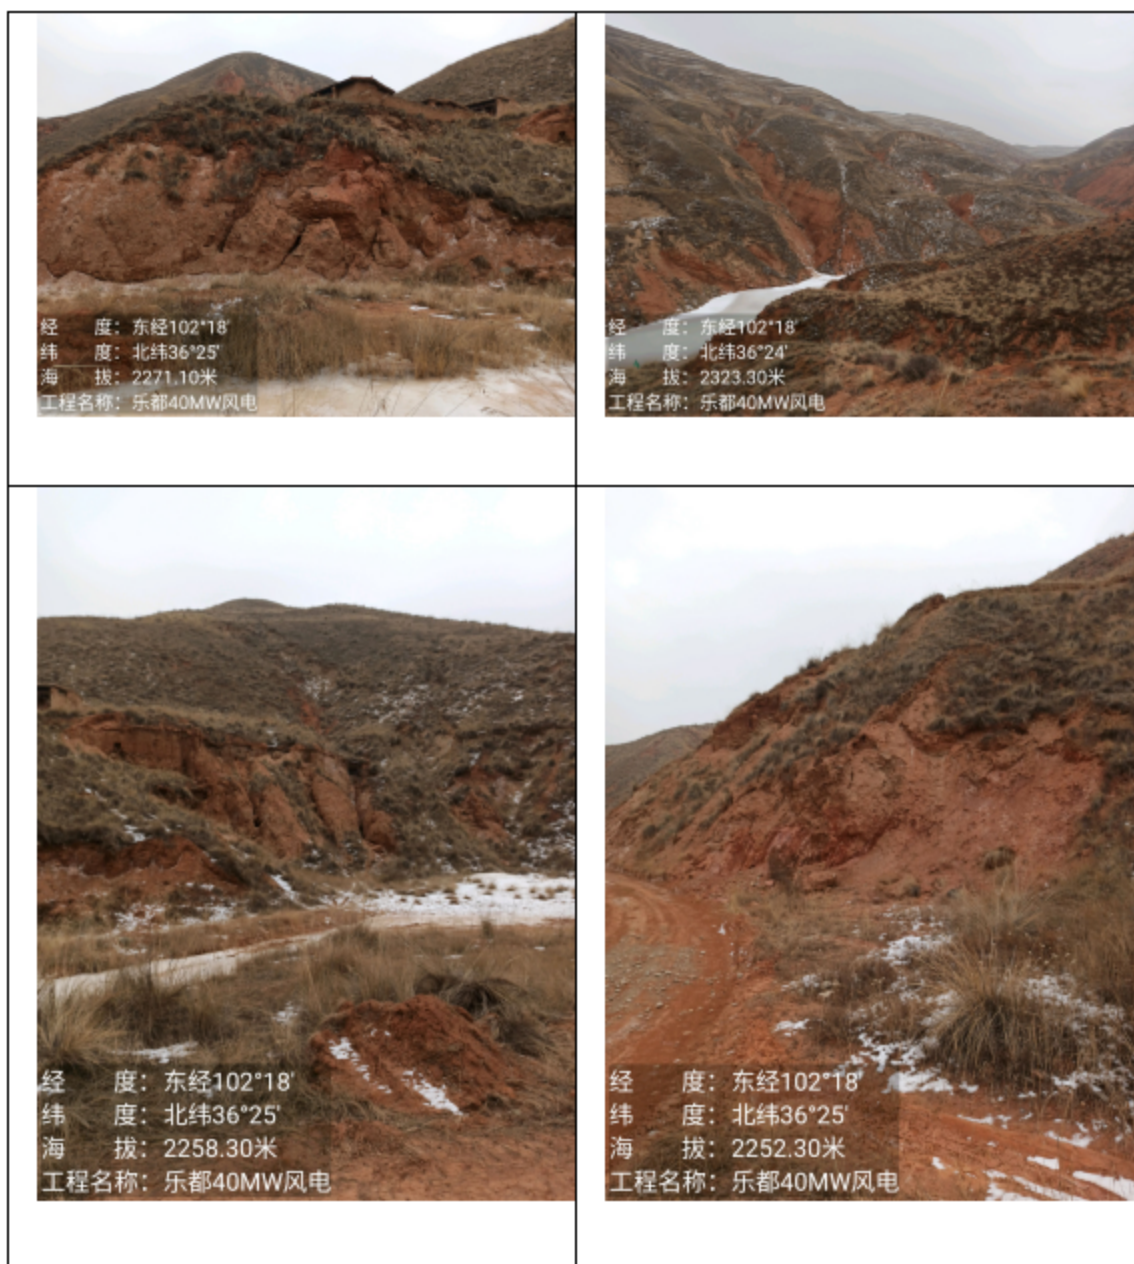 经 度：东经102°18′
纬 度：北纬36°25′
海 拔：2271.10米
工程名称：乐都40MW风电
经 度：东经102°18′
纬 度：北纬36°24′
海 拔：2323.30米
工程名称：乐都40MW风电
经 度：东经102°18′
纬 度：北纬36°25′
海 拔：2258.30米
工程名称：乐都40MW风电
经 度：东经102°18′
纬 度：北纬36°25′
海 拔：2252.30米
工程名称：乐都40MW风电